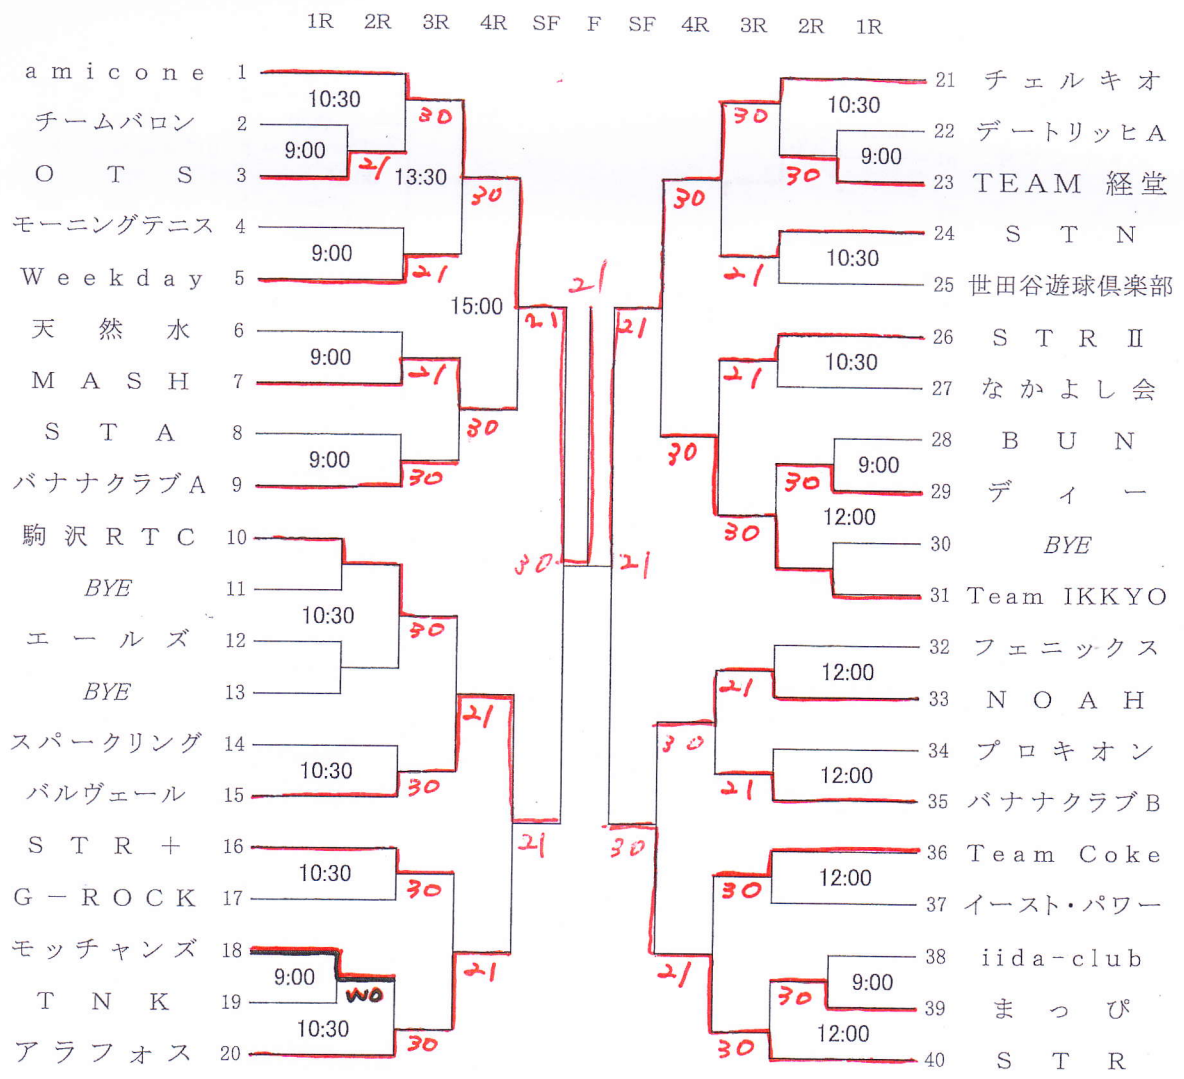 1R 2R 3R 4R SF F SF 4R 3R 2R 1R
amicone 1
10:30
30
チームバロン 2
9:00
21
13:30
OTS 3
30
モーニングテニス 4
9:00
21
Weekday 5
15:00
21
天然水 6
9:00
21
MASH 7
30
STA 8
9:00
30
バナナクラブA 9
駒沢RTC 10
30
BYE 11
10:30
30
エールズ 12
BYE 13
21
スパークリング 14
10:30
30
バルヴェール 15
21
STR+ 16
10:30
30
G-ROCK 17
モッチャンズ 18
21
9:00
WO
TNK 19
10:30
30
アラフォス 20
21
21 チェルキオ
10:30
30
22 デートリッヒA
9:00
30
23 TEAM 経堂
30
24 STN
10:30
21
25 世田谷遊球倶楽部
21
26 STRⅡ
10:30
21
27 なかよし会
30
28 BUN
9:00
30
29 ディー
12:00
30
30 BYE
21
31 Team IKKYO
32 フェニックス
12:00
21
33 NOAH
30
34 プロキオン
12:00
21
35 バナナクラブB
30
36 Team Coke
12:00
30
37 イースト・パワー
38 iida-club
21
9:00
30
39 まっぴ
12:00
30
40 STR